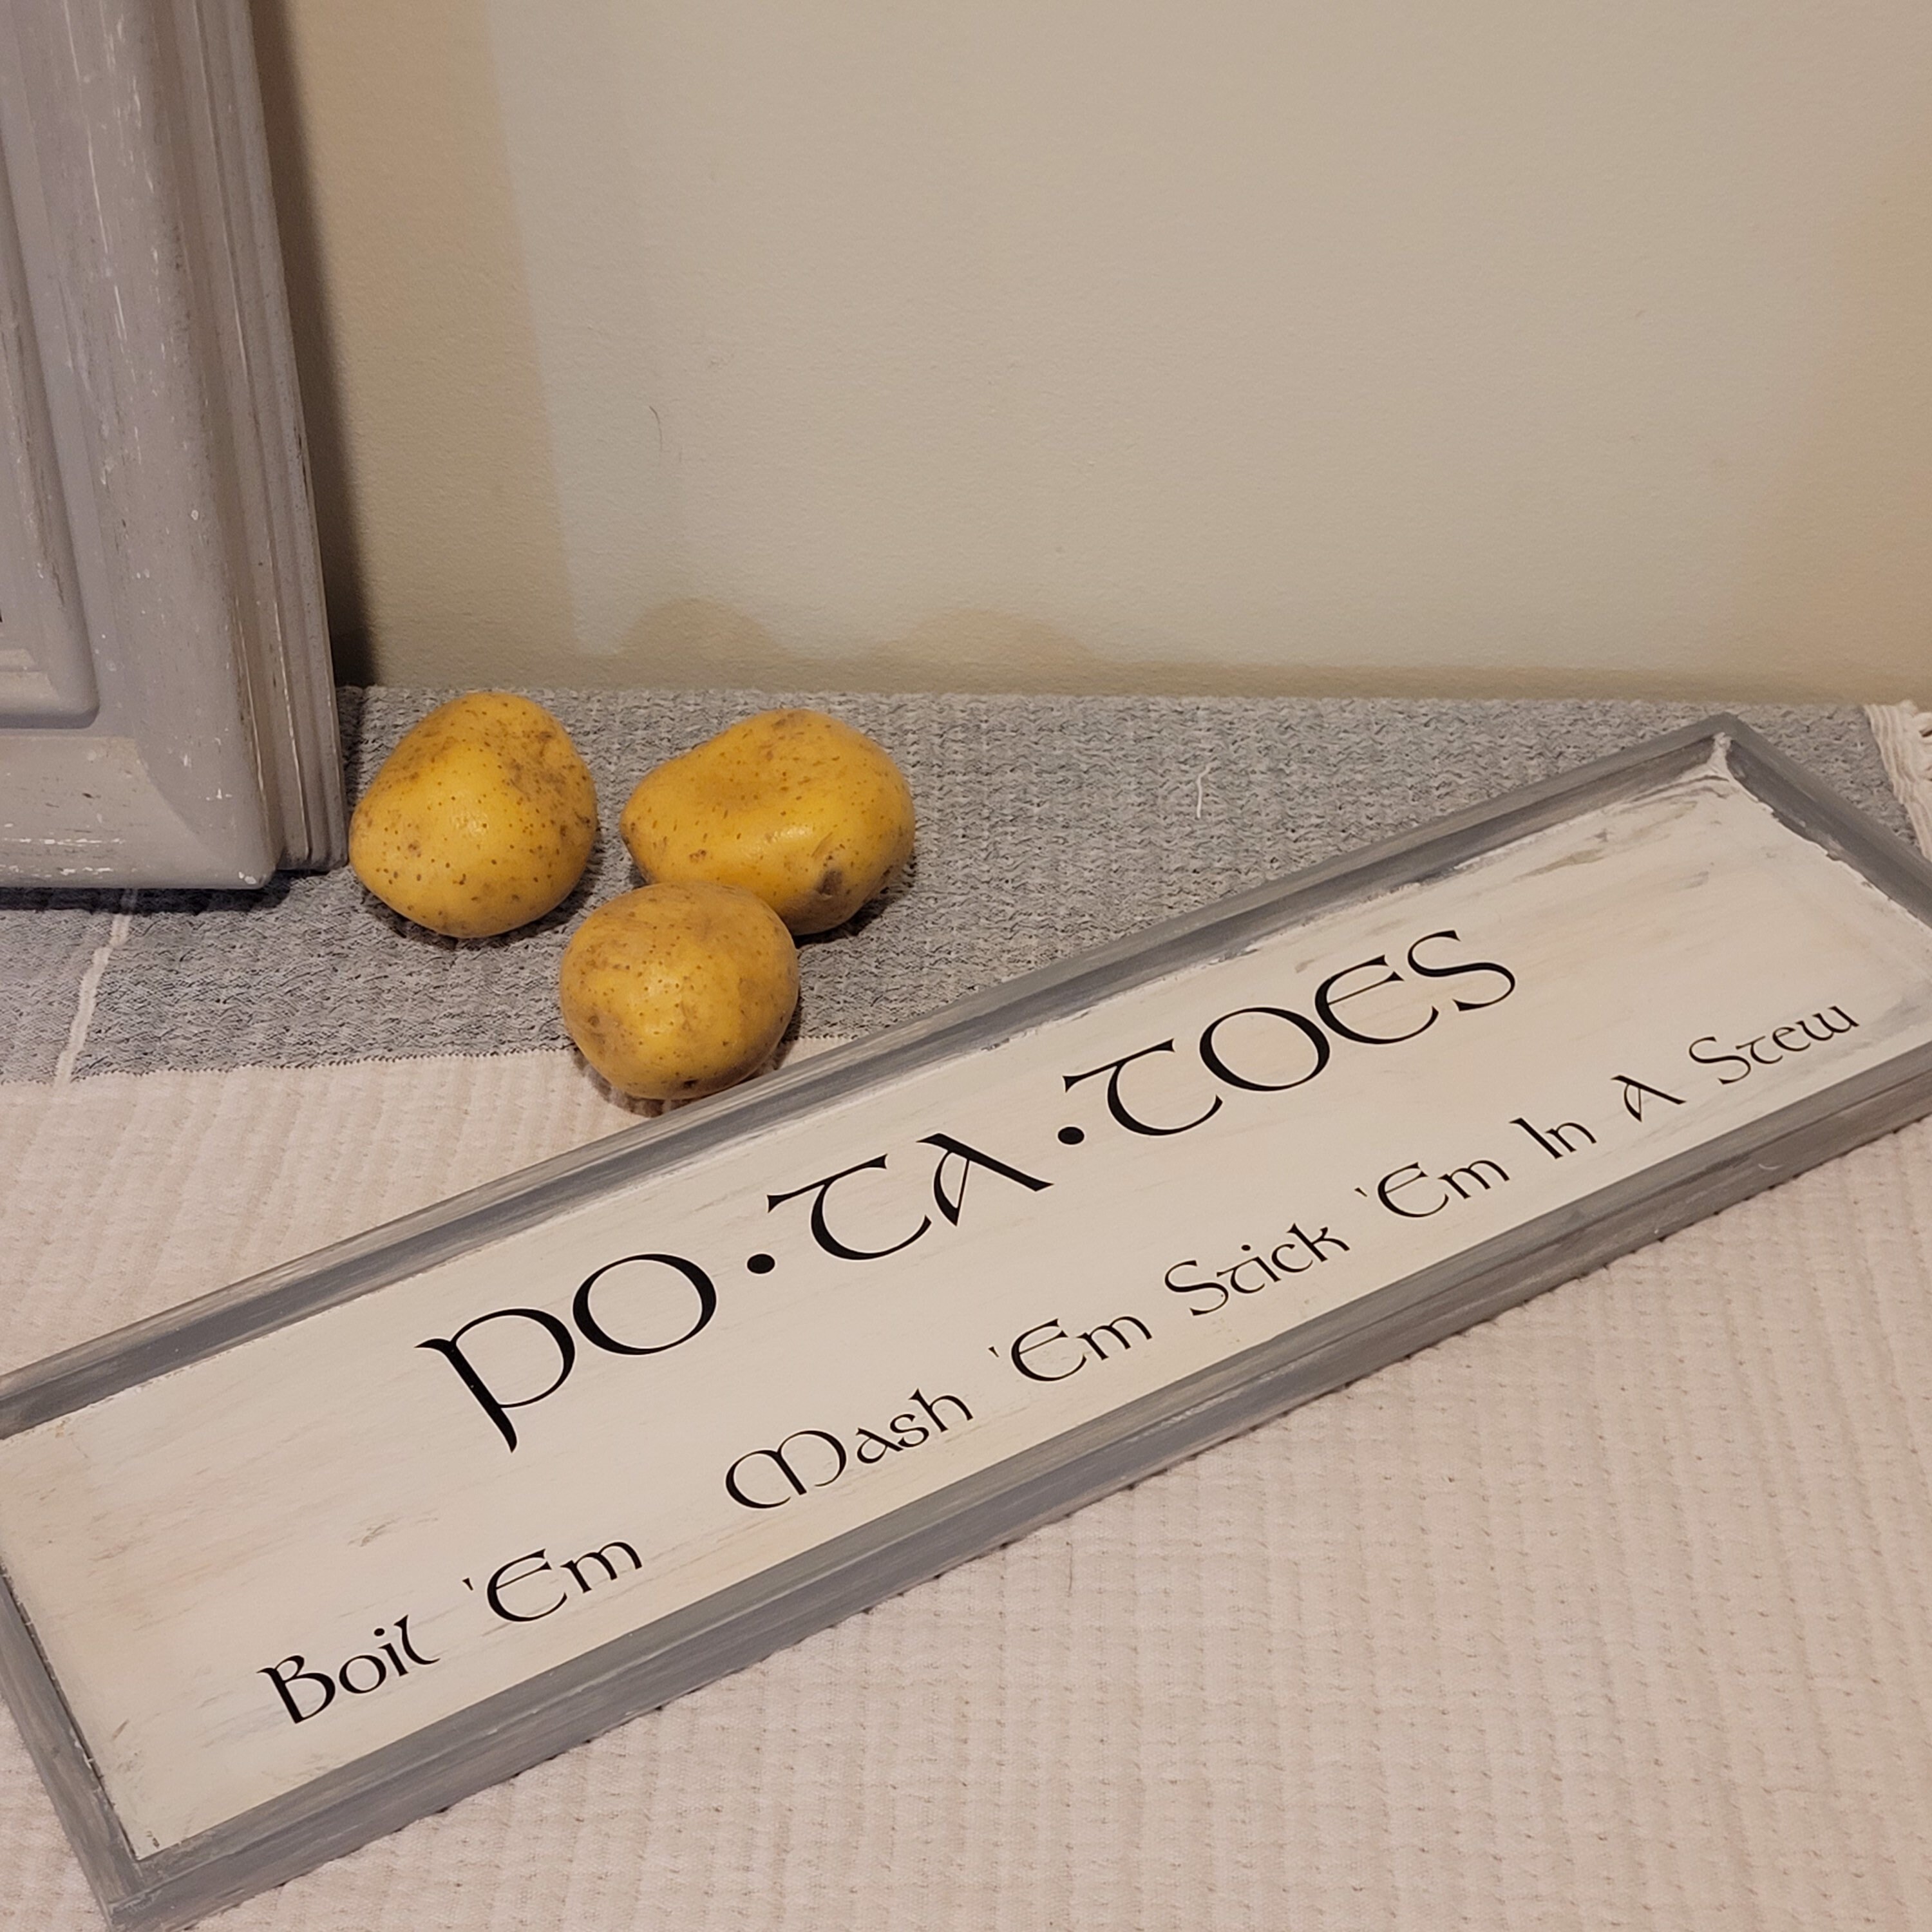 PO·TA·TOES
Boil 'Em Mash 'Em Stick 'Em In A Stew